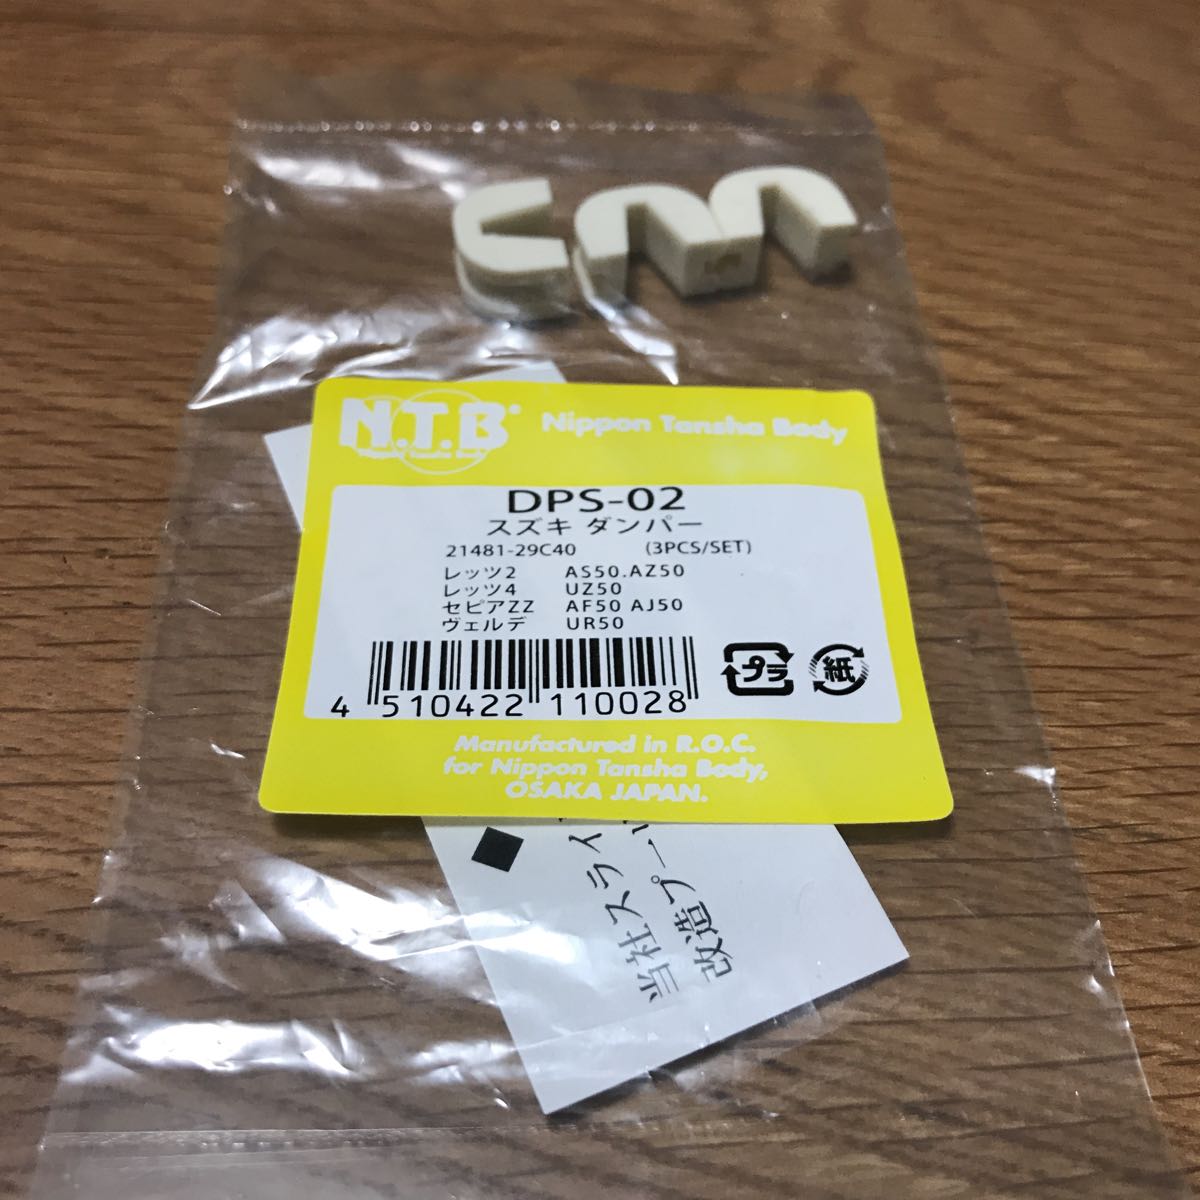 N.T.B® Nippon Tansha Body
Nippon Tansha Body
DPS-02
スズキ ダンパー
21481-29C40 (3PCS/SET)
レッツ2 AS50.AZ50
レッツ4 UZ50
セピアZZ AF50 AJ50
ヴェルデ UR50
4 510422 110028
プラ 紙
Manufactured in R.O.C.
for Nippon Tansha Body,
OSAKA JAPAN.
当社スライ
改造プー